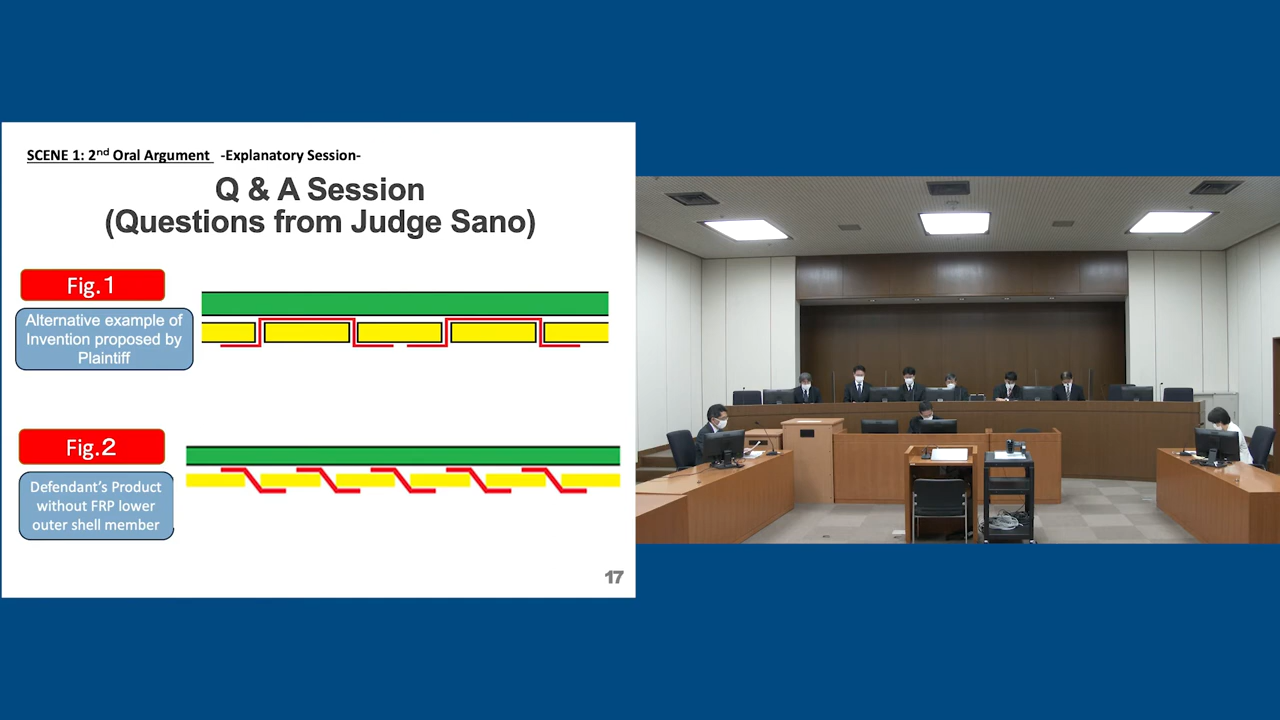 SCENE 1: 2nd Oral Argument -Explanatory Session-
Q & A Session
(Questions from Judge Sano)
Fig.1
Alternative example of
Invention proposed by
Plaintiff
Fig.2
Defendant's Product
without FRP lower
outer shell member
17